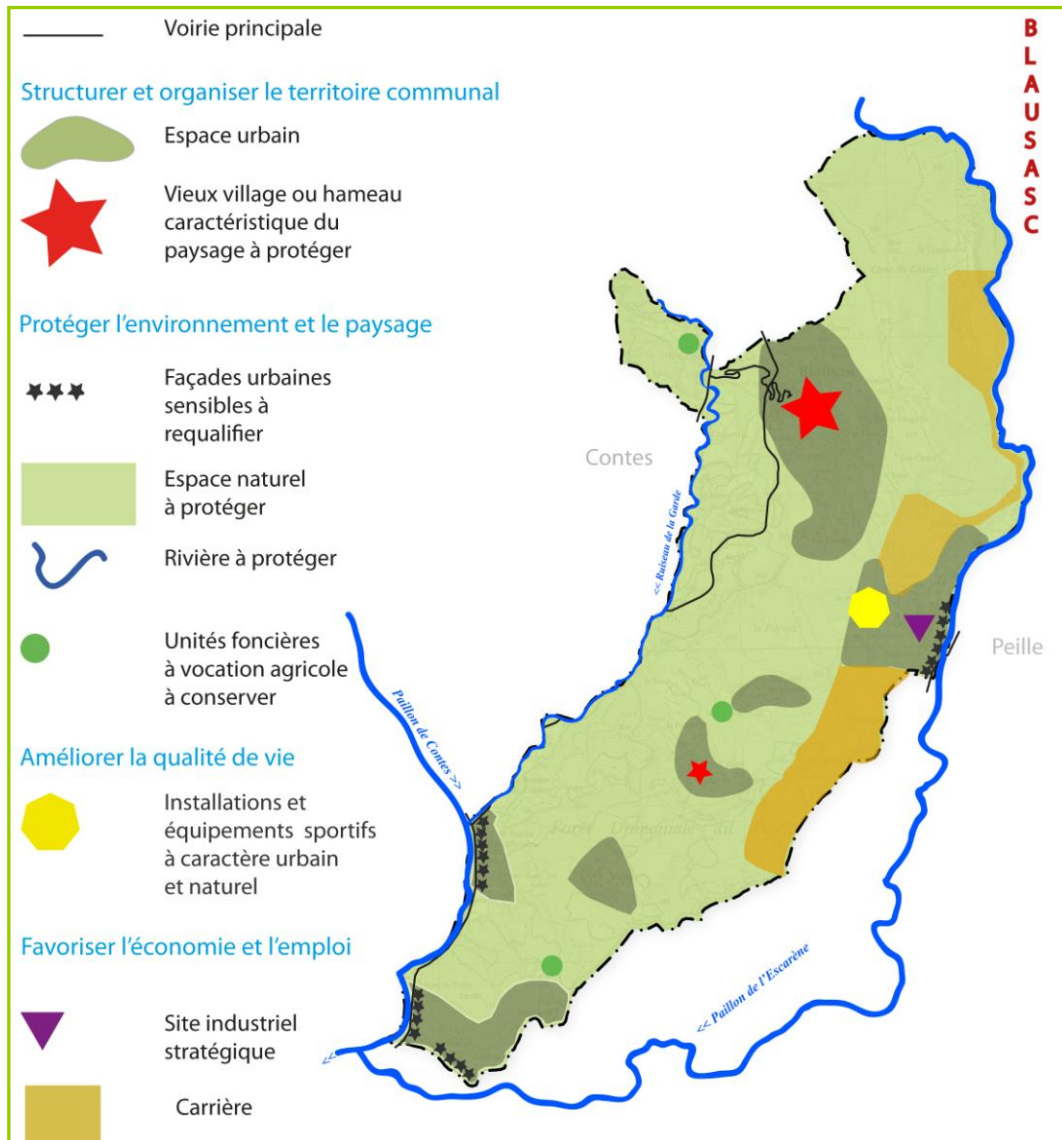 Voirie principale
Structurer et organiser le territoire communal
Espace urbain
Vieux village ou hameau
caractéristique du
paysage à protéger
Protéger l'environnement et le paysage
Façades urbaines
sensibles à
requalifier
Espace naturel
à protéger
Rivière à protéger
Unités foncières
à vocation agricole
à conserver
Améliorer la qualité de vie
Installations et
équipements sportifs
à caractère urbain
et naturel
Favoriser l'économie et l'emploi
Site industriel
stratégique
Carrière
BLAUSASC
Contes
Peille
<< Ruiseau de la Garde
Paillon de Contes >>
<< Paillon de l'Escarène
<<